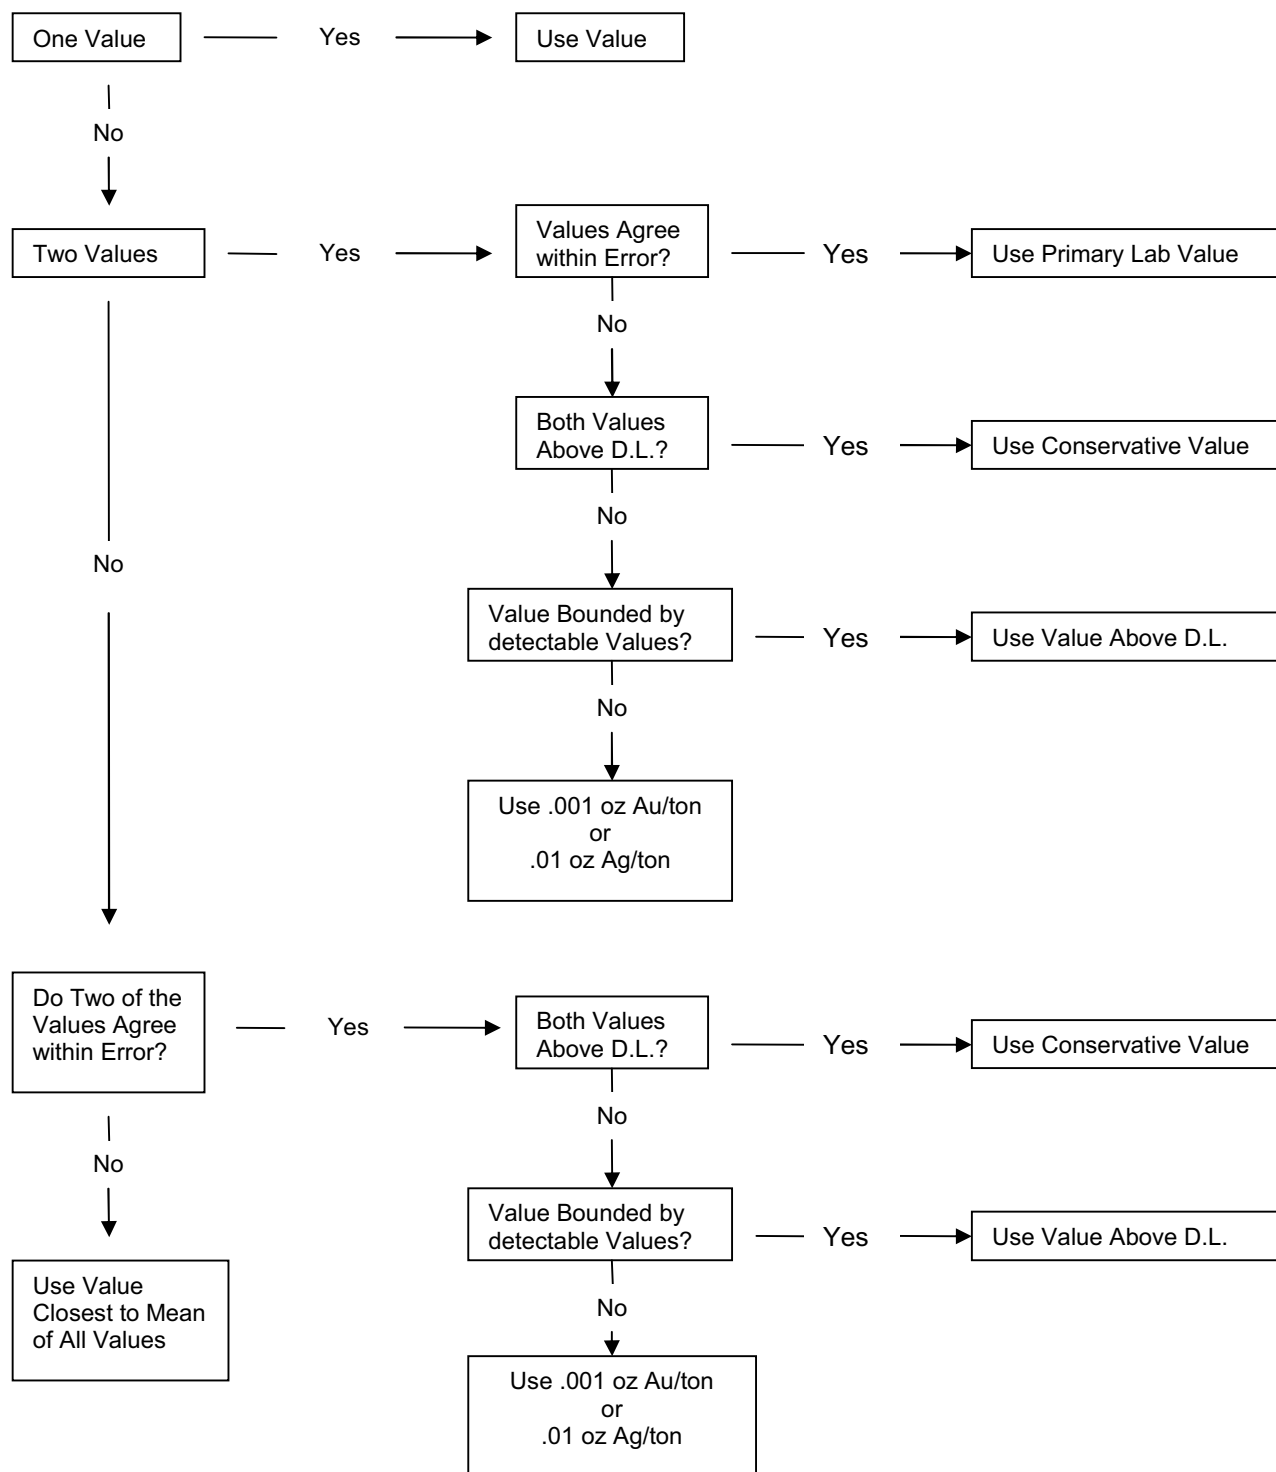 One Value
Yes
Use Value
No
Two Values
Yes
Values Agree
within Error?
Yes
Use Primary Lab Value
No
Both Values
Above D.L.?
Yes
Use Conservative Value
No
No
Value Bounded by
detectable Values?
Yes
Use Value Above D.L.
No
Use .001 oz Au/ton
or
.01 oz Ag/ton
Do Two of the
Values Agree
within Error?
Yes
Both Values
Above D.L.?
Yes
Use Conservative Value
No
No
Value Bounded by
detectable Values?
Yes
Use Value Above D.L.
Use Value
Closest to Mean
of All Values
No
Use .001 oz Au/ton
or
.01 oz Ag/ton